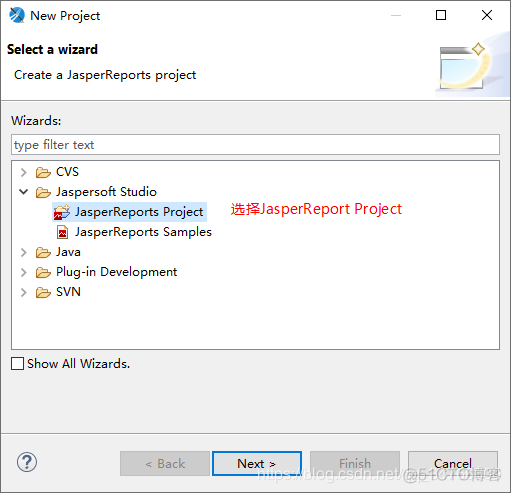 New Project
Select a wizard
Create a JasperReports project
Wizards:
type filter text
CVS
Jaspersoft Studio
JasperReports Project
选择JasperReport Project
JasperReports Samples
Java
Plug-in Development
SVN
Show All Wizards.
< Back
Next >
Finish
Cancel
https://blog.csdn.net/
@51CTO博客